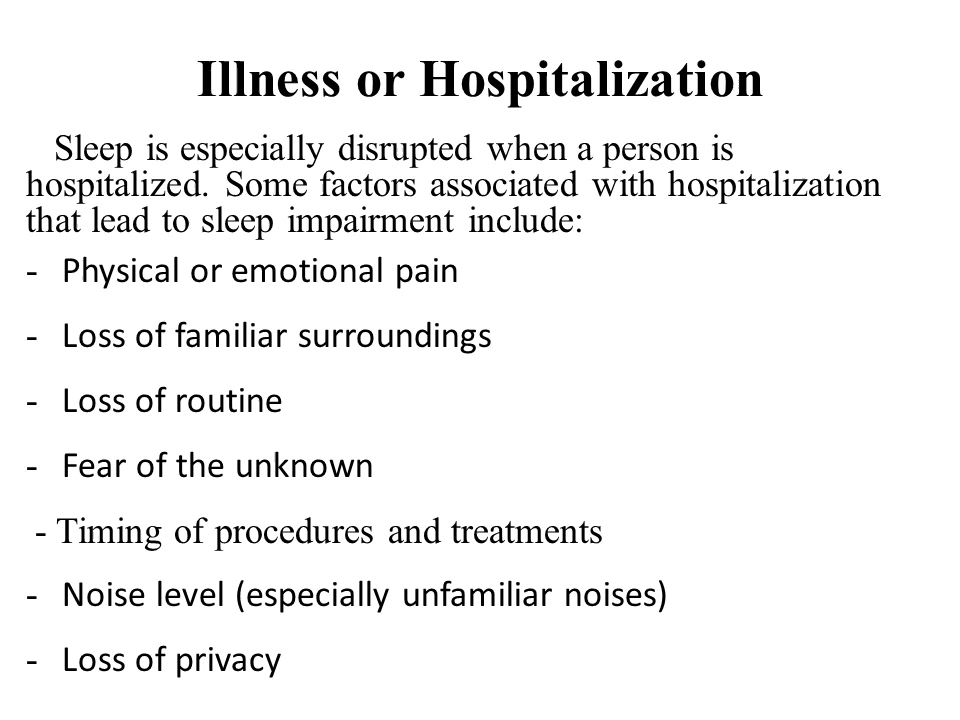 Illness or Hospitalization
Sleep is especially disrupted when a person is
hospitalized. Some factors associated with hospitalization
that lead to sleep impairment include:
- Physical or emotional pain
- Loss of familiar surroundings
- Loss of routine
- Fear of the unknown
- Timing of procedures and treatments
- Noise level (especially unfamiliar noises)
- Loss of privacy